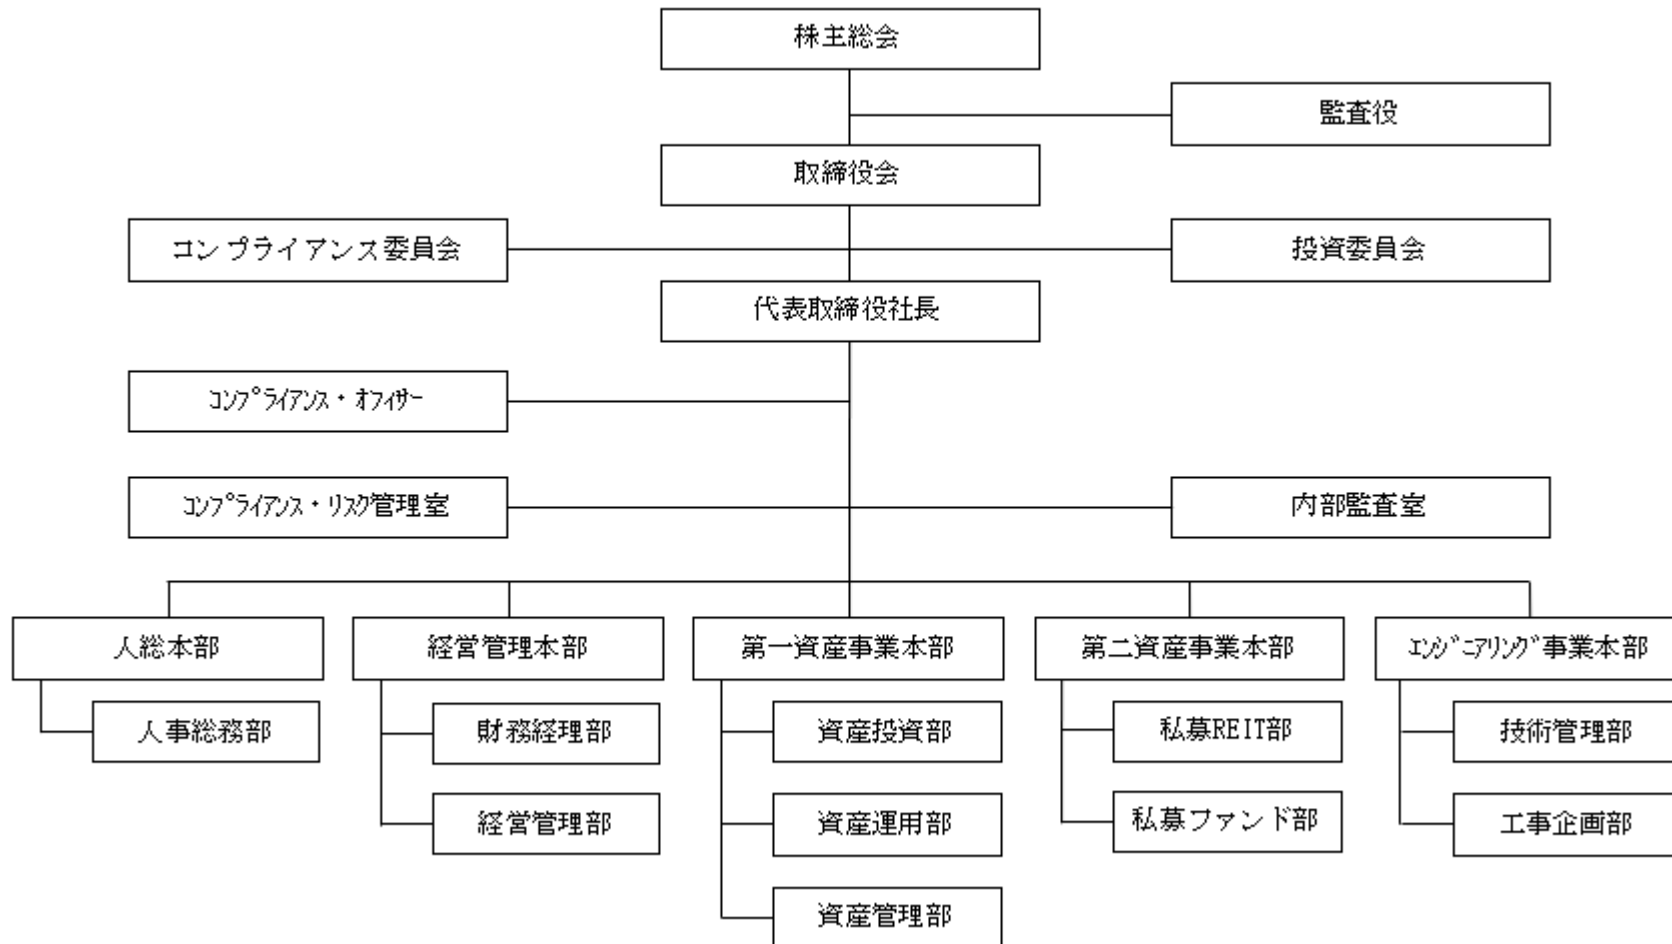 株主総会
監査役
取締役会
コンプライアンス委員会
投資委員会
代表取締役社長
ｺﾝﾌﾟﾗｲｱﾝｽ・ｵﾌｨｻｰ
ｺﾝﾌﾟﾗｲｱﾝｽ・ﾘｽｸ管理室
内部監査室
人総本部
経営管理本部
第一資産事業本部
第二資産事業本部
ｴﾝｼﾞﾆｱﾘﾝｸﾞ事業本部
人事総務部
財務経理部
資産投資部
私募REIT部
技術管理部
経営管理部
資産運用部
私募ファンド部
工事企画部
資産管理部